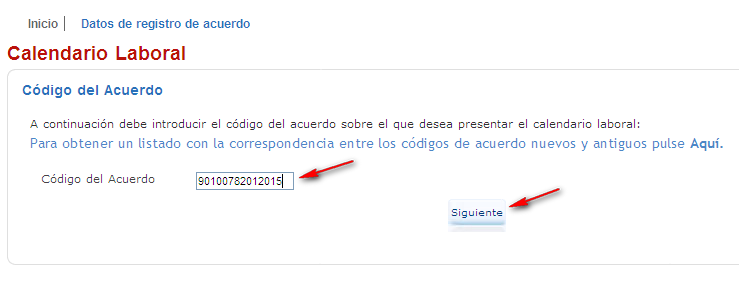 Inicio | Datos de registro de acuerdo
Calendario Laboral
Código del Acuerdo
A continuación debe introducir el código del acuerdo sobre el que desea presentar el calendario laboral:
Para obtener un listado con la correspondencia entre los códigos de acuerdo nuevos y antiguos pulse Aquí.
Código del Acuerdo 90100782012015
Siguiente